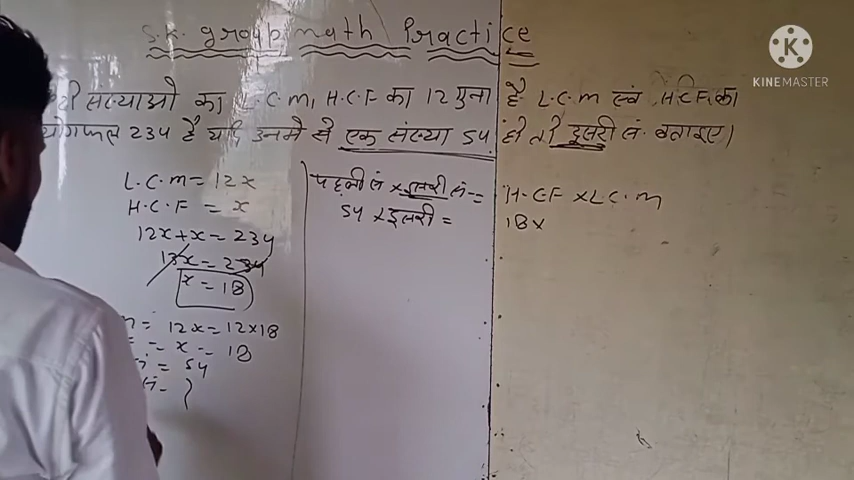 S.K. group math Practice
KINEMASTER
संख्याओ का L.C.M, H.C.F का 12 गुना है L.C.M एवं H.C.F का
योगफल 234 है यदि उनमे से एक संख्या 54 हो तो दूसरी सं. बताइए।
L.C.M = 12x
H.C.F = x
12x+x = 234
13x = 234
x = 18
= 12x = 12×18
= x = 18
= 54
पहली सं × दूसरी सं = H.C.F × L.C.M
54 × दूसरी = 18×